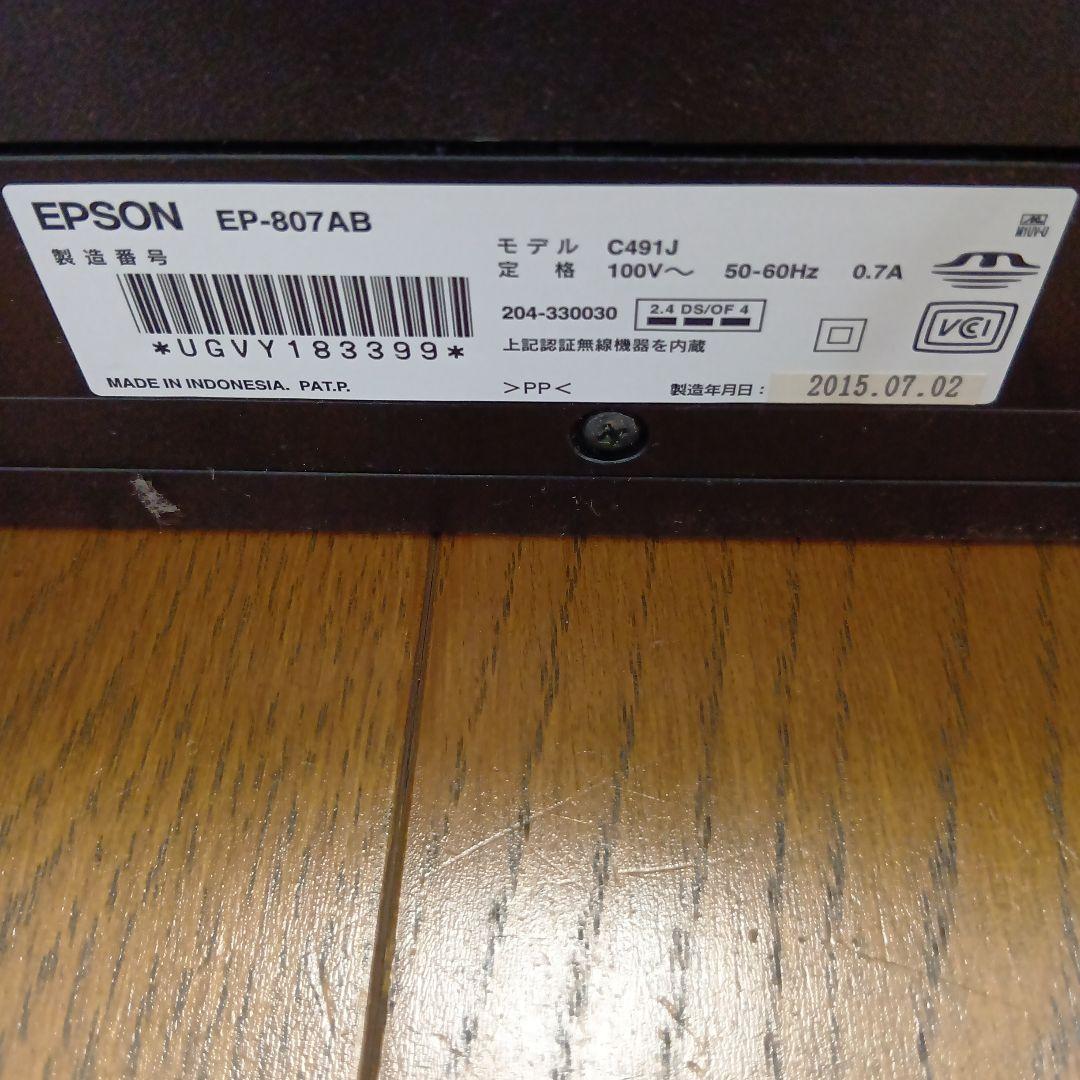 EPSON EP-807AB
製造番号
*UGVY183399*
MADE IN INDONESIA. PAT.P.
モデル C491J
定格 100V～ 50-60Hz 0.7A
204-330030 2.4 DS/OF 4
上記認証無線機器を内蔵
>PP<
製造年月日: 2015.07.02
VCCI